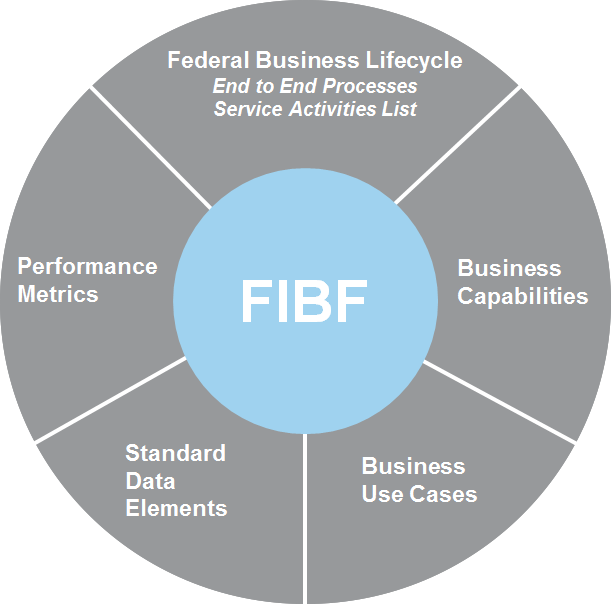 Federal Business Lifecycle
End to End Processes
Service Activities List
Performance
Metrics
Business
Capabilities
FIBF
Standard
Data
Elements
Business
Use Cases